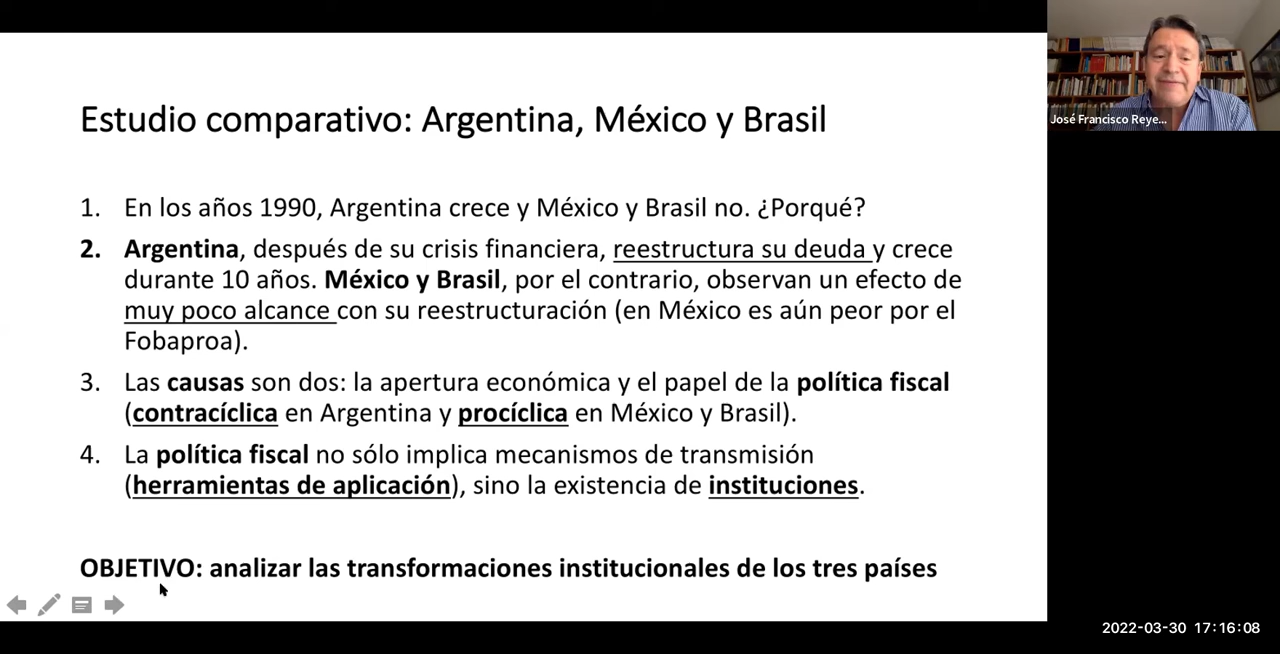 Estudio comparativo: Argentina, México y Brasil
1. En los años 1990, Argentina crece y México y Brasil no. ¿Porqué?
2. Argentina, después de su crisis financiera, reestructura su deuda y crece
durante 10 años. México y Brasil, por el contrario, observan un efecto de
muy poco alcance con su reestructuración (en México es aún peor por el
Fobaproa).
3. Las causas son dos: la apertura económica y el papel de la política fiscal
(contracíclica en Argentina y procíclica en México y Brasil).
4. La política fiscal no sólo implica mecanismos de transmisión
(herramientas de aplicación), sino la existencia de instituciones.
OBJETIVO: analizar las transformaciones institucionales de los tres países
José Francisco Reye...
2022-03-30 17:16:08